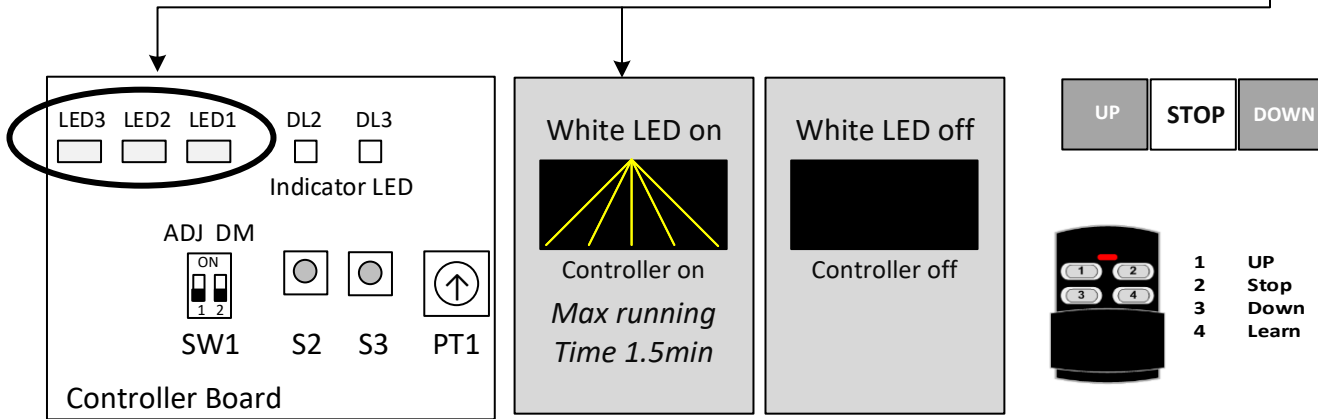 LED3 LED2 LED1 DL2 DL3
Indicator LED
ADJ DM
ON
1 2
SW1 S2 S3 PT1
Controller Board
White LED on
Controller on
Max running
Time 1.5min
White LED off
Controller off
UP STOP DOWN
1 2
3 4
1 UP
2 Stop
3 Down
4 Learn